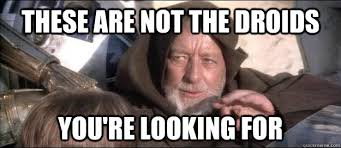 THESE ARE NOT THE DROIDS
YOU'RE LOOKING FOR